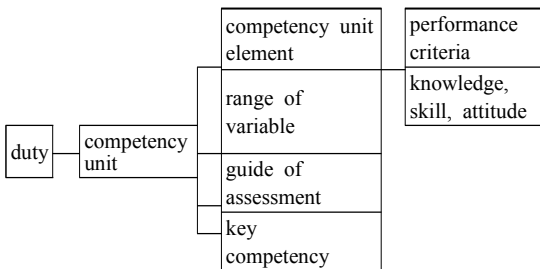 duty
competency
unit
competency unit
element
range of
variable
guide of
assessment
key
competency
performance
criteria
knowledge,
skill, attitude